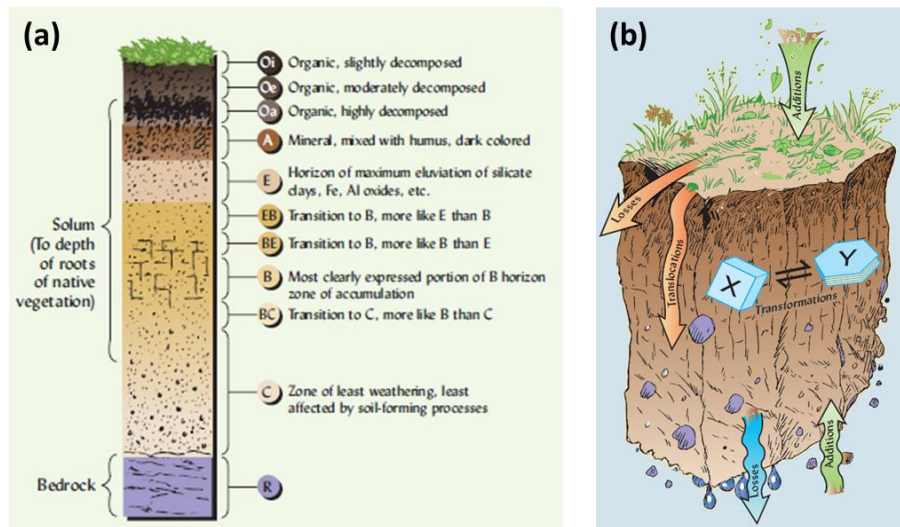 (a)
Oi Organic, slightly decomposed
Oe Organic, moderately decomposed
Oa Organic, highly decomposed
A Mineral, mixed with humus, dark colored
E Horizon of maximum eluviation of silicate
clays, Fe, Al oxides, etc.
EB Transition to B, more like E than B
BE Transition to B, more like B than E
B Most clearly expressed portion of B horizon
zone of accumulation
BC Transition to C, more like B than C
C Zone of least weathering, least
affected by soil-forming processes
R
Solum
(To depth
of roots
of native
vegetation)
Bedrock
(b)
Additions
Losses
Translocations
X
Y
Transformations
Losses
Additions